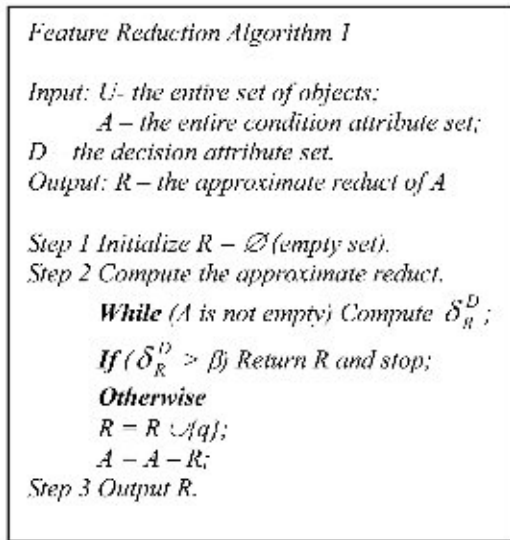 Feature Reduction Algorithm 1
Input: U- the entire set of objects;
A – the entire condition attribute set;
D the decision attribute set.
Output: R – the approximate reduct of A
Step 1 Initialize R – ∅ (empty set).
Step 2 Compute the approximate reduct.
While (A is not empty) Compute δ_R^D ;
If (δ_R^D > β) Return R and stop;
Otherwise
R = R ∪{q};
A – A – R;
Step 3 Output R.